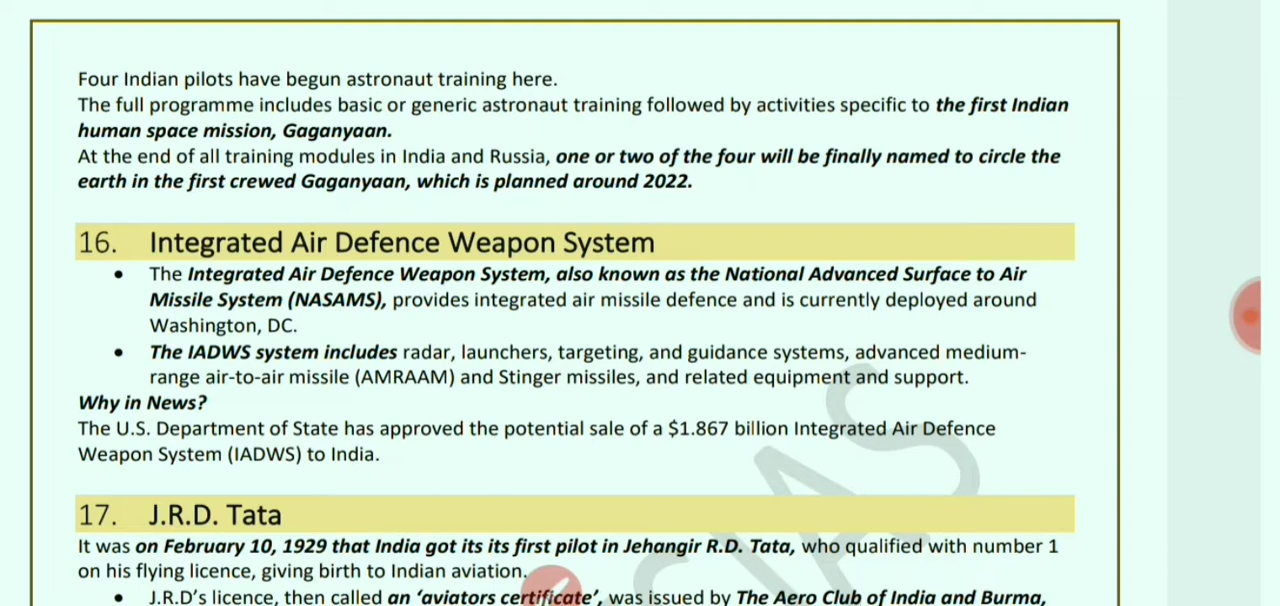 Four Indian pilots have begun astronaut training here.
The full programme includes basic or generic astronaut training followed by activities specific to the first Indian
human space mission, Gaganyaan.
At the end of all training modules in India and Russia, one or two of the four will be finally named to circle the
earth in the first crewed Gaganyaan, which is planned around 2022.
16. Integrated Air Defence Weapon System
• The Integrated Air Defence Weapon System, also known as the National Advanced Surface to Air
Missile System (NASAMS), provides integrated air missile defence and is currently deployed around
Washington, DC.
• The IADWS system includes radar, launchers, targeting, and guidance systems, advanced medium-
range air-to-air missile (AMRAAM) and Stinger missiles, and related equipment and support.
Why in News?
The U.S. Department of State has approved the potential sale of a $1.867 billion Integrated Air Defence
Weapon System (IADWS) to India.
17. J.R.D. Tata
It was on February 10, 1929 that India got its its first pilot in Jehangir R.D. Tata, who qualified with number 1
on his flying licence, giving birth to Indian aviation.
• J.R.D's licence, then called an 'aviators certificate', was issued by The Aero Club of India and Burma,
IAS